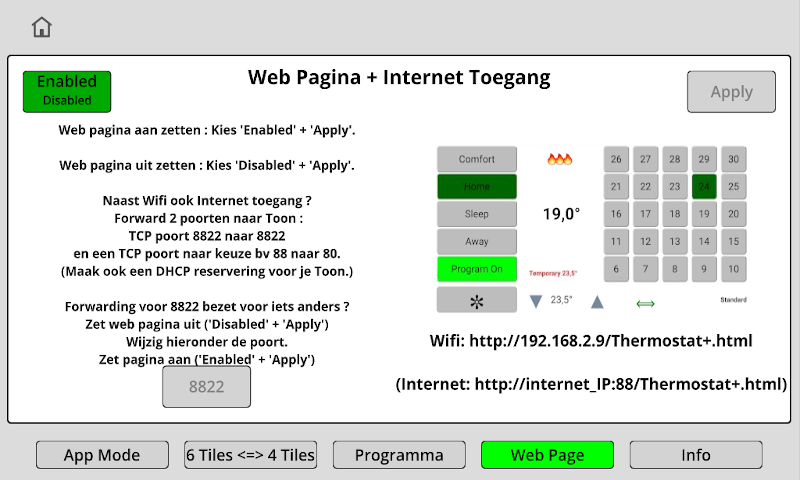 Enabled
Disabled
Web Pagina + Internet Toegang
Apply
Web pagina aan zetten : Kies 'Enabled' + 'Apply'.
Web pagina uit zetten : Kies 'Disabled' + 'Apply'.
Naast Wifi ook Internet toegang ?
Forward 2 poorten naar Toon :
TCP poort 8822 naar 8822
en een TCP poort naar keuze bv 88 naar 80.
(Maak ook een DHCP reservering voor je Toon.)
Forwarding voor 8822 bezet voor iets anders ?
Zet web pagina uit ('Disabled' + 'Apply')
Wijzig hieronder de poort.
Zet pagina aan ('Enabled' + 'Apply')
8822
Comfort 26 27 28 29 30
Home 21 22 23 24 25
Sleep 19,0° 16 17 18 19 20
Away 11 12 13 14 15
Program On Temporary 23,5° 6 7 8 9 10
23,5° Standard
Wifi: http://192.168.2.9/Thermostat+.html
(Internet: http://internet_IP:88/Thermostat+.html)
App Mode 6 Tiles <=> 4 Tiles Programma Web Page Info